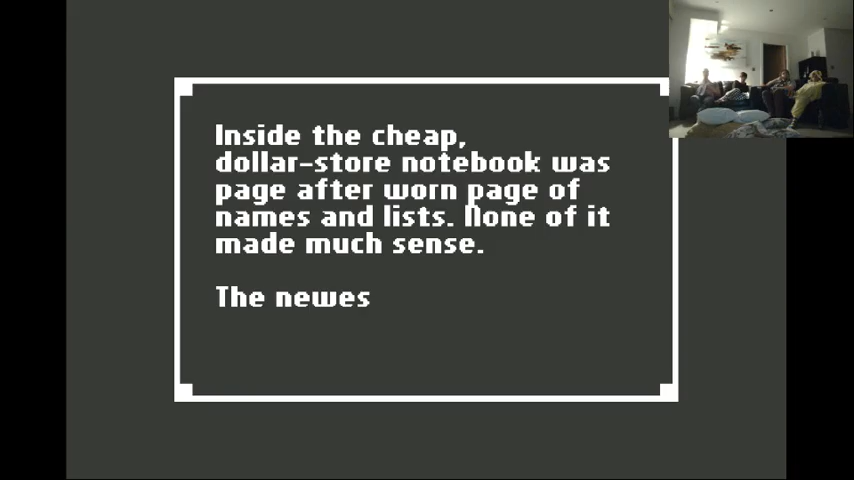 Inside the cheap,
dollar-store notebook was
page after worn page of
names and lists. None of it
made much sense.
The newes